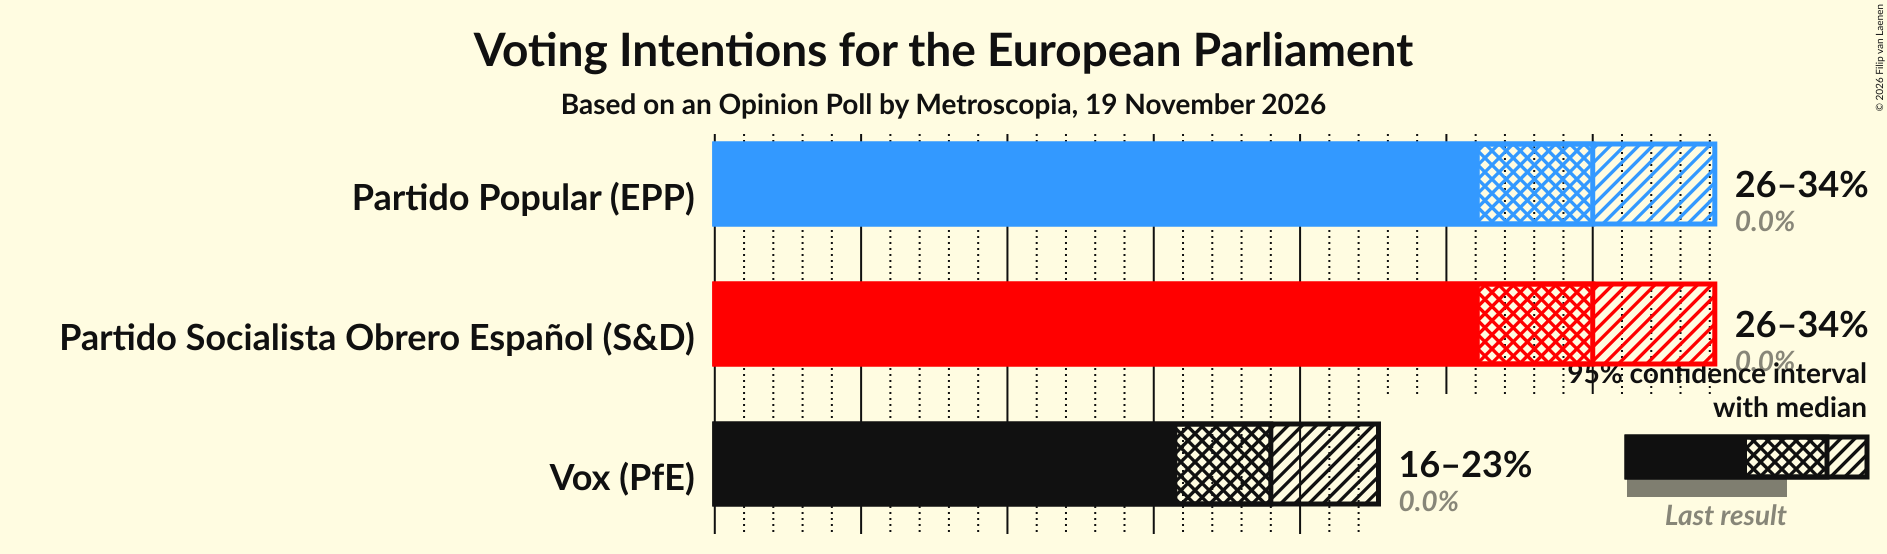 Voting Intentions for the European Parliament
Based on an Opinion Poll by Metroscopia, 19 November 2026
© 2026 Filip van Laenen
Partido Popular (EPP)
26–34%
0.0%
Partido Socialista Obrero Español (S&D)
26–34%
0.0%
95% confidence interval
with median
Vox (PfE)
16–23%
0.0%
Last result